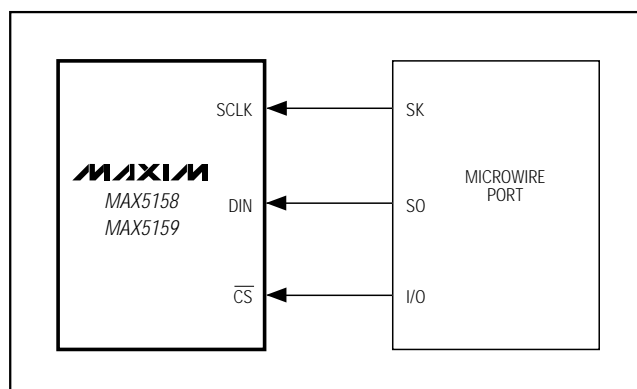 SCLK
SK
MAXIM
MAX5158
MAX5159
DIN
SO
MICROWIRE
PORT
CS
I/O